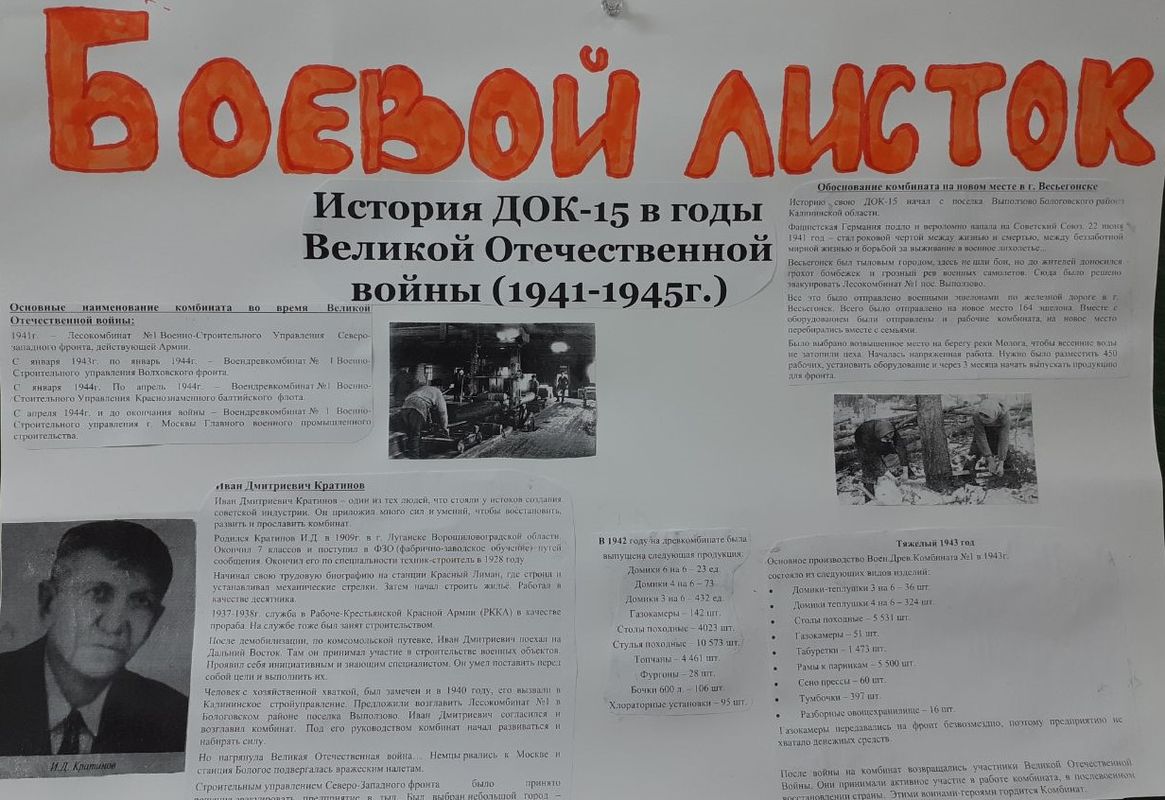 БОЕВОЙ ЛИСТОК
История ДОК-15 в годы
Великой Отечественной
войны (1941-1945г.)
Основные наименование комбината во время Великой
Отечественной войны:
1941г. Лесокомбинат №1 Военно-Строительного Управления Северо-
западного фронта, действующей Армии.
С января 1943г. по январь 1944г. – Воендревкомбинат № 1 Военно-
Строительного управления Волховского фронта.
С января 1944г. По апрель 1944г. – Воендревкомбинат №1 Военно-
Стоительного Управления Краснознаменного балтийского флота.
С апреля 1944г. и до окончания войны – Воендревкомбинат № 1 Военно-
Строительного управления г. Москвы Главного военного промышленного
строительства.
Обоснование комбината на новом месте в г. Весьегонске
Историю свою ДОК-15 начал с поселка Выползово Бологовского района
Калининской области.
Фашистская Германия подло и вероломно напала на Советский Союз. 22 июня
1941 год – стал роковой чертой между жизнью и смертью, между беззаботной
мирной жизнью и борьбой за выживание в военное лихолетье...
Весьегонск был тыловым городом, здесь не шли бои, но до жителей доносился
грохот бомбежек и грозный рев военных самолетов. Сюда было решено
эвакуировать Лесокомбинат №1 пос. Выползово.
Все это было отправлено военными эшелонами по железной дороге в г.
Весьегонск. Всего было отправлено на новое место 164 эшелона. Вместе с
оборудованием были отправлены и рабочие комбината, на новое место
перебирались вместе с семьями.
Было выбрано возвышенное место на берегу реки Молога, чтобы весенние воды
не затопили цеха. Началась напряженная работа. Нужно было разместить 450
рабочих, установить оборудование и через 3 месяца начать выпускать продукцию
для фронта.
Иван Дмитриевич Кратинов
Иван Дмитриевич Кратинов – один из тех людей, что стояли у истоков создания
советской индустрии. Он приложил много сил и умений, чтобы восстановить,
развить и прославить комбинат.
Родился Кратинов И.Д. в 1909г. в г. Луганске Ворошиловоградской области.
Окончил 7 классов и поступил в ФЗО (фабрично-заводское обучение) путей
сообщения. Окончил его по специальности техник-строитель в 1928 году
Начинал свою трудовую биографию на станции Красный Лиман, где строил и
устанавливал механические стрелки. Затем начал строить жильё. Работал в
качестве десятника.
1937-1938г. служба в Рабоче-Крестьянской Красной Армии (РККА) в качестве
прораба. На службе тоже был занят строительством.
После демобилизации, по комсомольской путевке, Иван Дмитриевич поехал на
Дальний Восток. Там он принимал участие в строительстве военных объектов.
Проявил себя инициативным и знающим специалистом. Он умел поставить перед
собой цели и выполнить их.
Человек с хозяйственной хваткой, был замечен и в 1940 году, его вызвали в
Калининское стройуправление. Предложили возглавить Лесокомбинат №1 в
Бологовском районе поселка Выползово. Иван Дмитриевич согласился и
возглавил комбинат. Под его руководством комбинат начал развиваться и
набирать силу.
Но нагрянула Великая Отечественная война... Немцы рвались к Москве и
станция Бологое подвергалась вражеским налетам.
Строительным управлением Северо-Западного фронта было принято
решение эвакуировать предприятие в тыл. Был выбран небольшой город –
И.Д. Кратинов
В 1942 году на древкомбинате была
выпущена следующая продукция.
Домики 6 на 6 – 23 ед.
Домики 4 на 6 – 73
Домики 3 на 6 – 432 ед.
Газокамеры – 142 шт.
Столы походные – 4023 шт.
Стулья походные – 10 573 шт.
Топчаны – 4 461 шт.
Фургоны – 28 шт.
Бочки 600 л. – 106 шт.
Хлораторные установки – 95 шт.
Тяжелый 1943 год
Основное производство Воен.Древ.Комбината №1 в 1943г.
состояло из следующих видов изделий:
• Домики-теплушки 3 на 6 – 36 шт.
• Домики теплушки 4 на 6 – 324 шт.
• Столы походные – 5 531 шт.
• Газокамеры – 51 шт.
• Табуретки – 1 473 шт.
• Рамы к парникам – 5 500 шт.
• Сено прессы – 60 шт.
• Тумбочки – 397 шт.
• Разборные овощехранилище – 16 шт.
Газокамеры передавались на фронт безвозмездно, поэтому предприятию не
хватало денежных средств.
После войны на комбинат возвращались участники Великой Отечественной
Войны. Они принимали активное участие в работе комбината, в послевоенном
восстановлении страны. Этими воинами-героями гордится Комбинат.